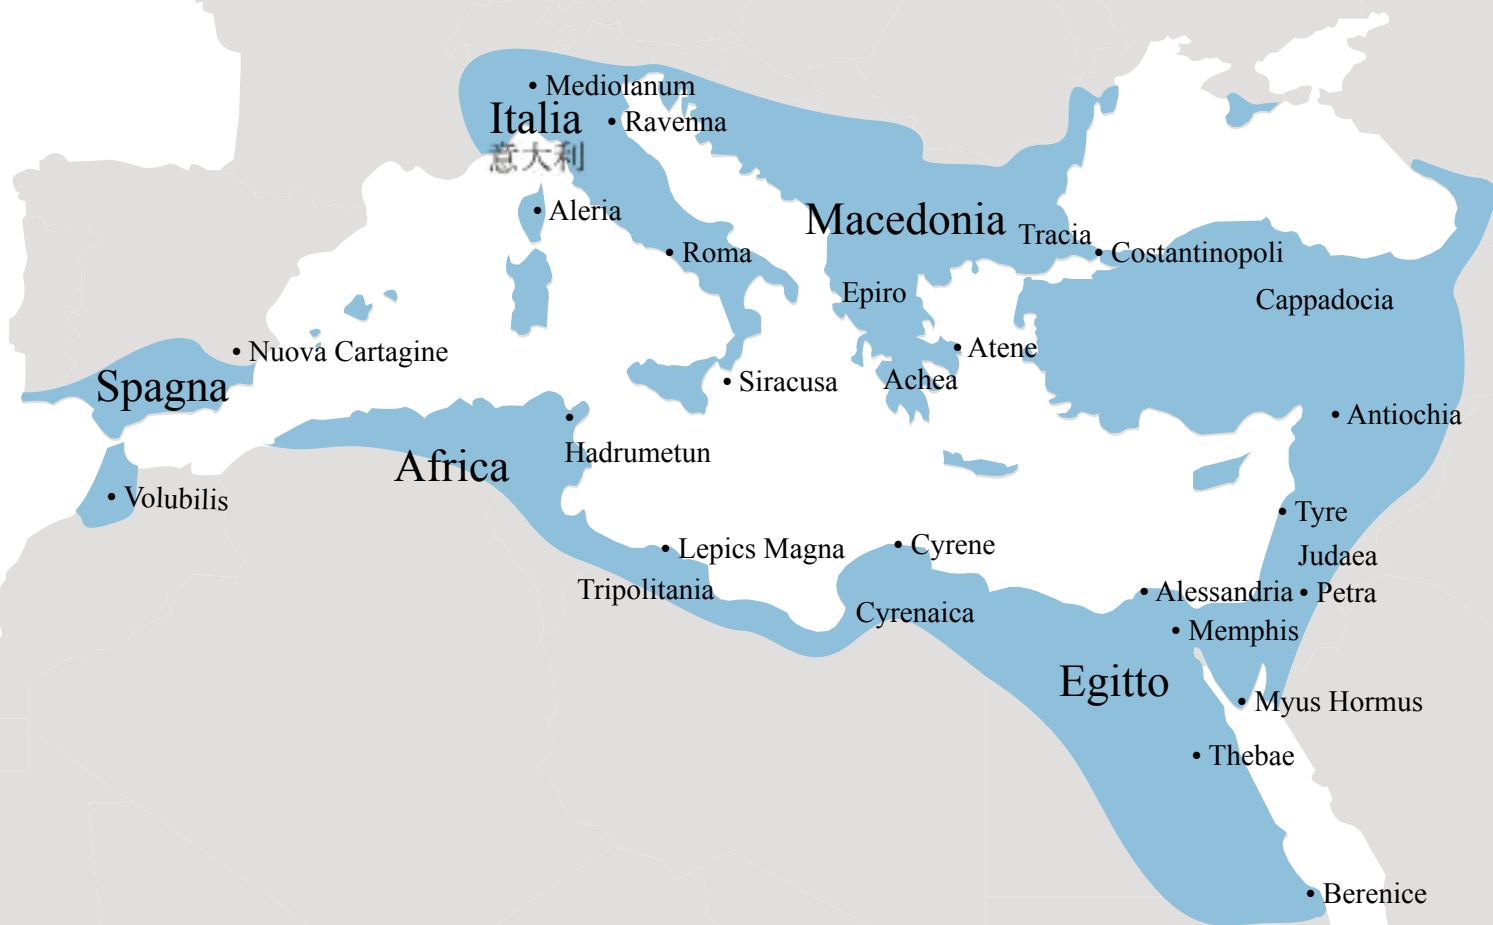 Mediolanum
Italia
Ravenna
意大利
Aleria
Macedonia
Tracia
Roma
Costantinopoli
Epiro
Cappadocia
Nuova Cartagine
Atene
Spagna
Siracusa
Achea
Antiochia
Hadrumetun
Africa
Volubilis
Tyre
Lepics Magna
Cyrene
Judaea
Tripolitania
Alessandria
Petra
Cyrenaica
Memphis
Egitto
Myus Hormus
Thebae
Berenice